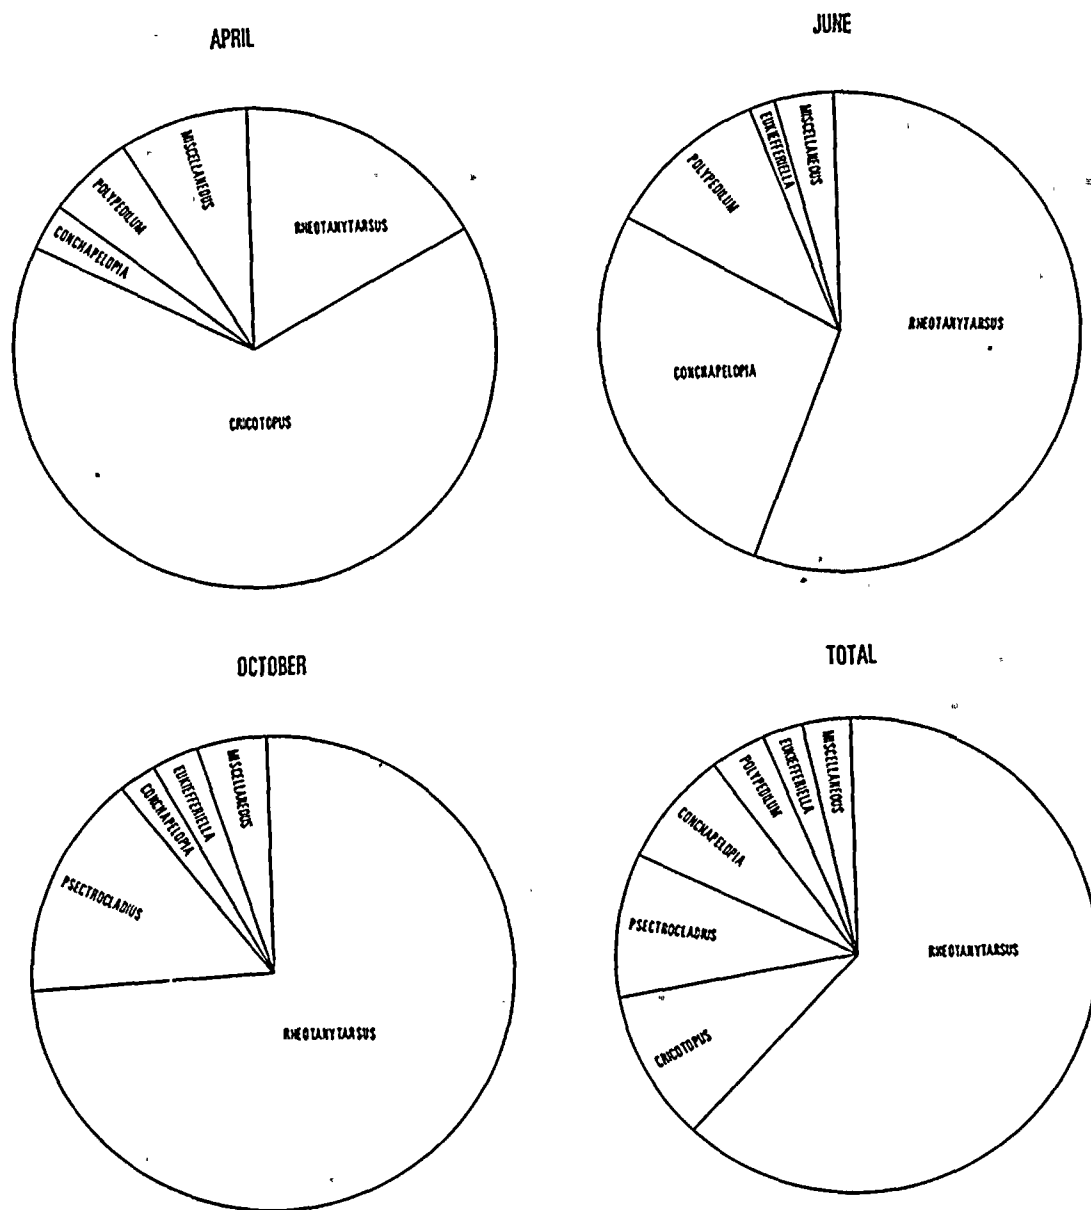 APRIL
MISCELLANEOUS
POLYPEDILUM
CONCHAPELOPIA
RHEOTANYTARSUS
CRICOTOPUS
JUNE
MISCELLANEOUS
EUKIEFFERIELLA
POLYPEDILUM
CONCHAPELOPIA
RHEOTANYTARSUS
OCTOBER
MISCELLANEOUS
EUKIEFFERIELLA
CONCHAPELOPIA
PSECTROCLADIUS
RHEOTANYTARSUS
TOTAL
MISCELLANEOUS
EUKIEFFERIELLA
POLYPEDILUM
CONCHAPELOPIA
PSECTROCLADIUS
CRICOTOPUS
RHEOTANYTARSUS